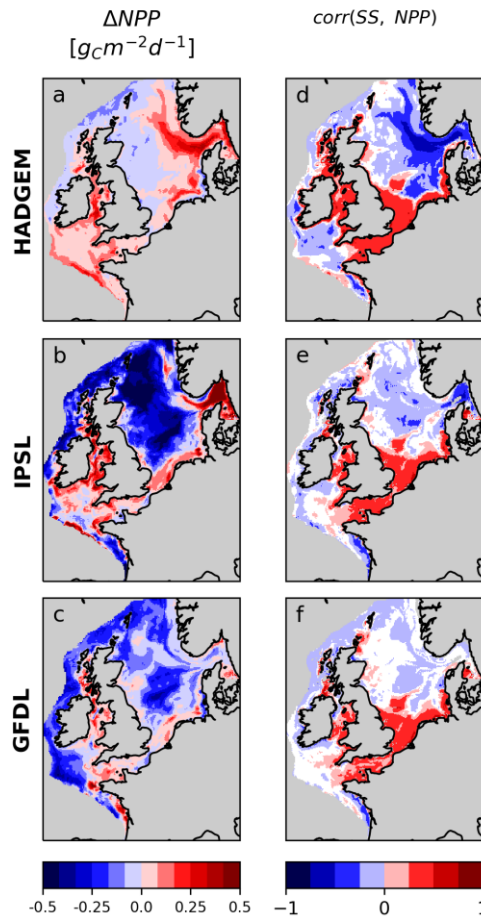 ΔNPP
[g_C m⁻² d⁻¹]
corr(SS, NPP)
HADGEM
a
d
IPSL
b
e
GFDL
c
f
-0.5 -0.25 0.0 0.25 0.5
−1 0 1